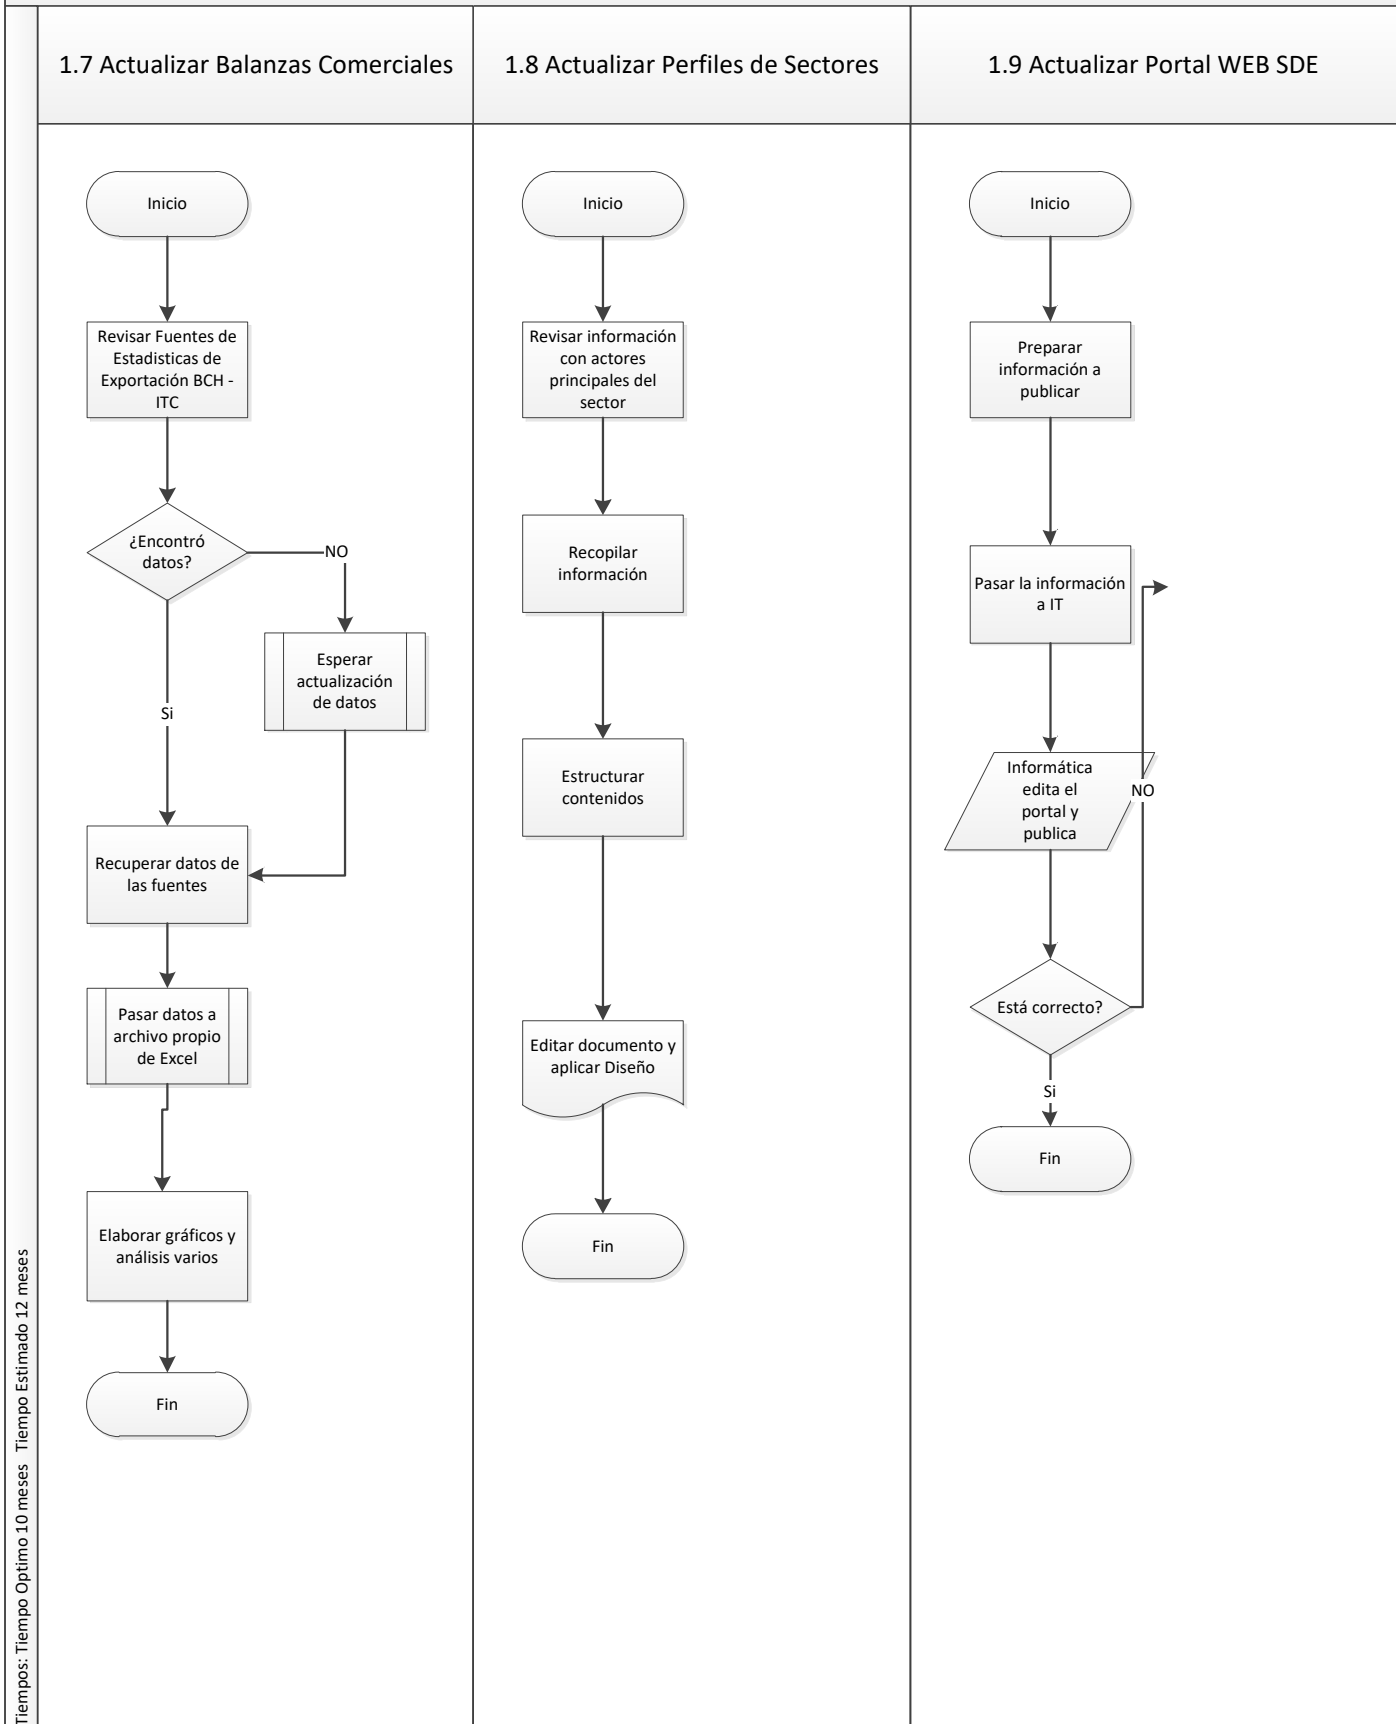 1.7 Actualizar Balanzas Comerciales
1.8 Actualizar Perfiles de Sectores
1.9 Actualizar Portal WEB SDE
Inicio
Revisar Fuentes de
Estadisticas de
Exportación BCH -
ITC
¿Encontró
datos?
NO
Esperar
actualización
de datos
Si
Recuperar datos de
las fuentes
Pasar datos a
archivo propio
de Excel
Elaborar gráficos y
análisis varios
Fin
Inicio
Revisar información
con actores
principales del
sector
Recopilar
información
Estructurar
contenidos
Editar documento y
aplicar Diseño
Fin
Inicio
Preparar
información a
publicar
Pasar la información
a IT
Informática
edita el
portal y
publica
NO
Está correcto?
Si
Fin
Tiempos: Tiempo Optimo 10 meses Tiempo Estimado 12 meses